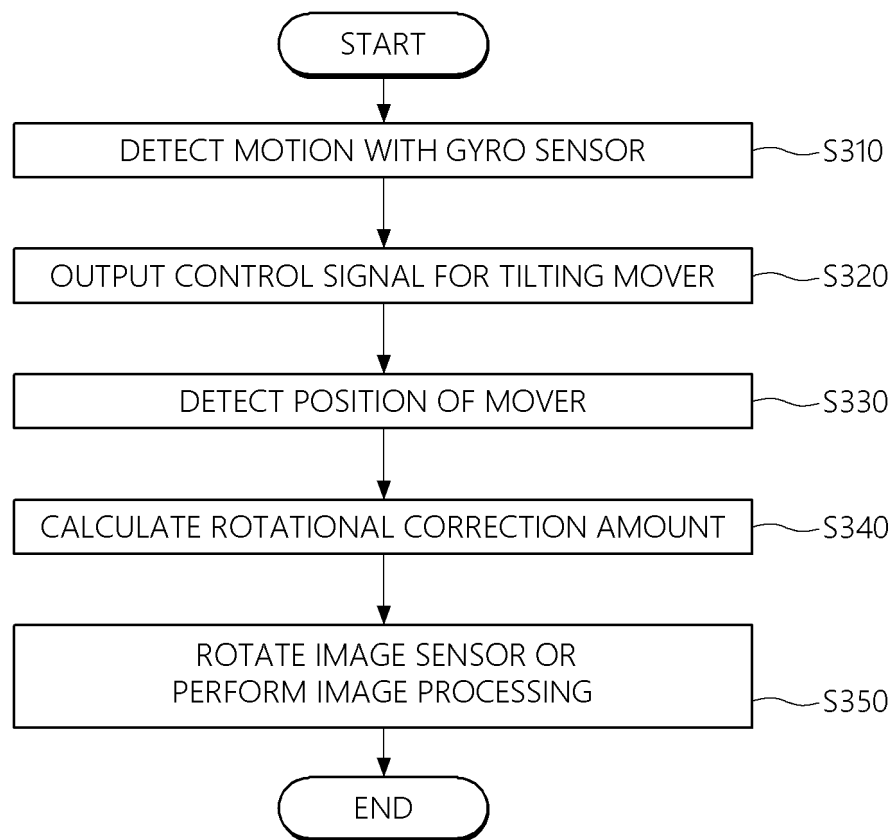 START
DETECT MOTION WITH GYRO SENSOR
S310
OUTPUT CONTROL SIGNAL FOR TILTING MOVER
S320
DETECT POSITION OF MOVER
S330
CALCULATE ROTATIONAL CORRECTION AMOUNT
S340
ROTATE IMAGE SENSOR OR
PERFORM IMAGE PROCESSING
S350
END